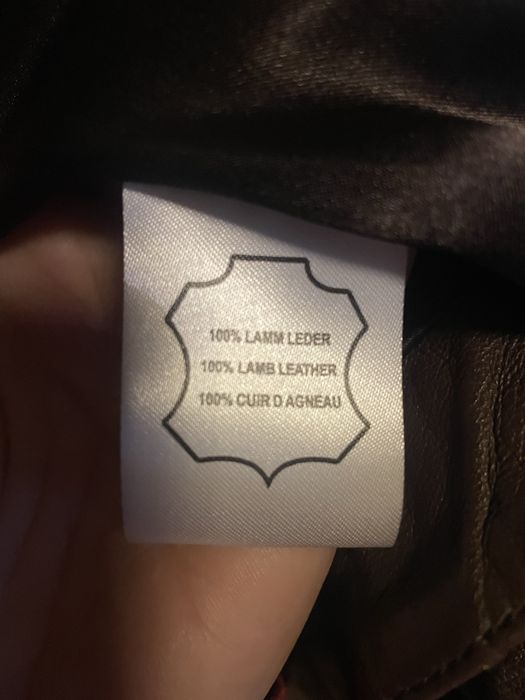 100% LAMM LEDER
100% LAMB LEATHER
100% CUIR D AGNEAU